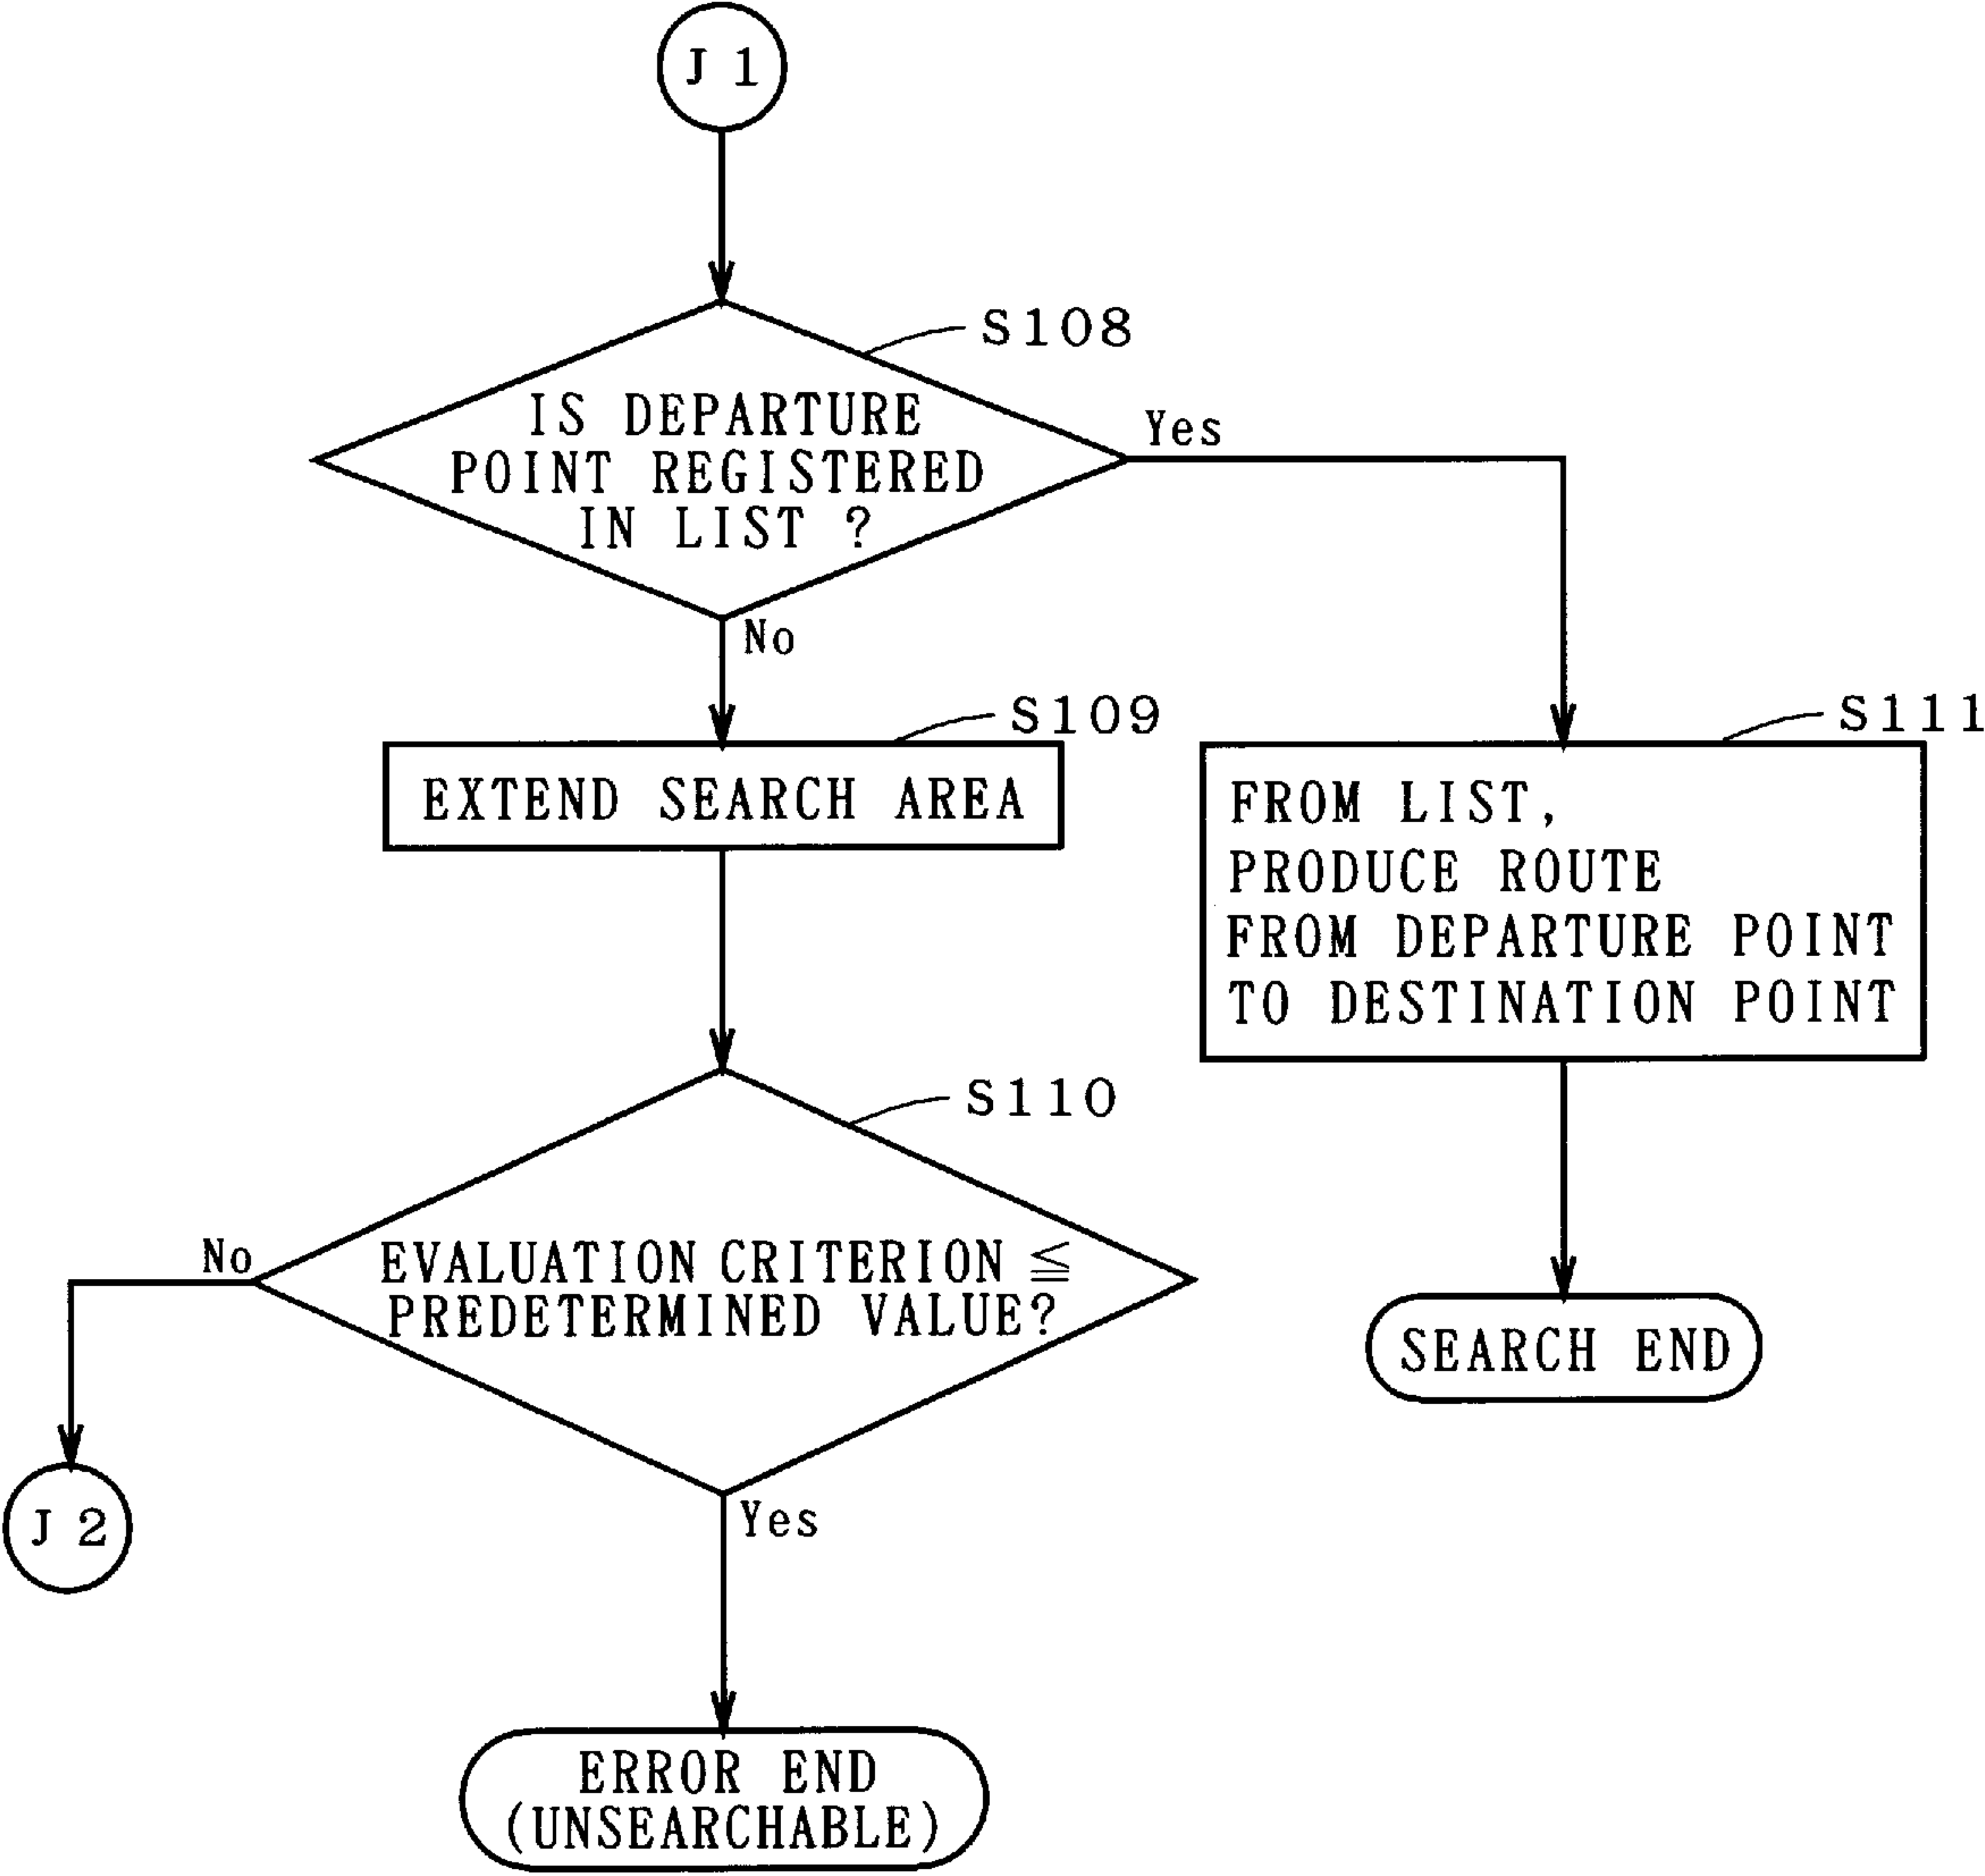 J 1
S108
IS DEPARTURE
POINT REGISTERED
IN LIST ?
Yes
No
S109
EXTEND SEARCH AREA
S111
FROM LIST,
PRODUCE ROUTE
FROM DEPARTURE POINT
TO DESTINATION POINT
S110
EVALUATION CRITERION ≦
PREDETERMINED VALUE?
No
Yes
J 2
SEARCH END
ERROR END
(UNSEARCHABLE)